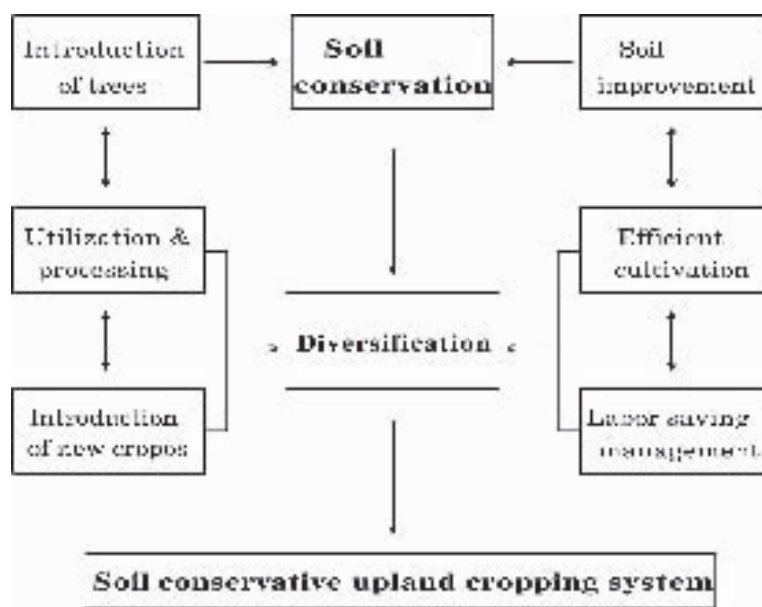 Introduction
of trees
Soil
conservation
Soil
improvement
Utilization &
processing
Efficient
cultivation
Diversification
Introduction
of new cropos
Labor saving
management
Soil conservative upland cropping system